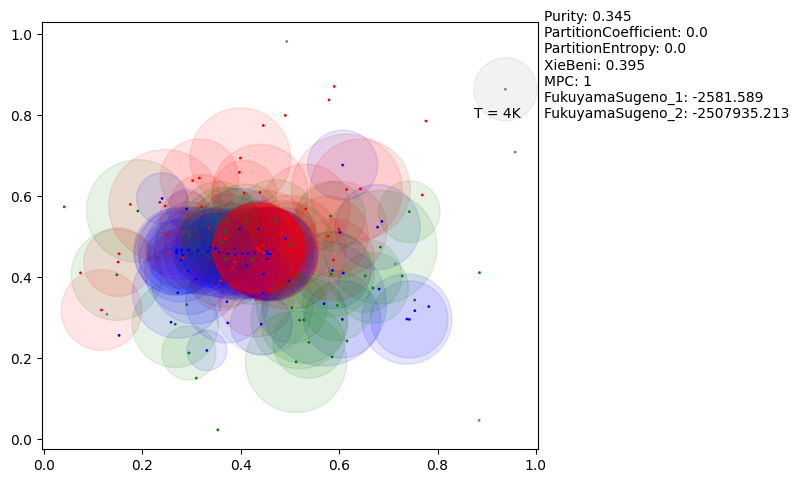 Purity: 0.345
PartitionCoefficient: 0.0
PartitionEntropy: 0.0
XieBeni: 0.395
MPC: 1
FukuyamaSugeno_1: -2581.589
FukuyamaSugeno_2: -2507935.213
T = 4K
1.0
0.8
0.6
0.4
0.2
0.0
0.0 0.2 0.4 0.6 0.8 1.0